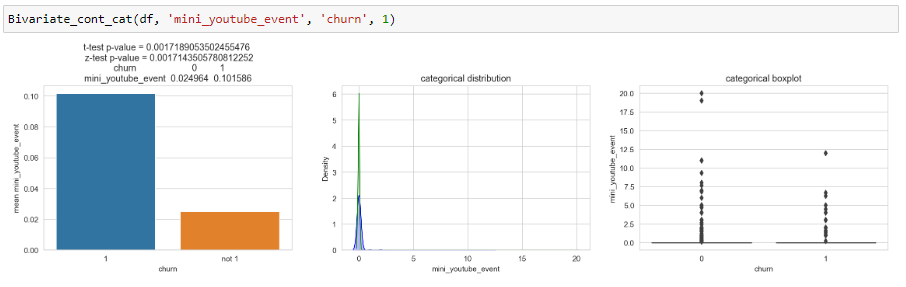 Bivariate_cont_cat(df, 'mini_youtube_event', 'churn', 1)
t-test p-value = 0.0017189053502455476
z-test p-value = 0.0017143505780812252
churn 0 1
mini_youtube_event 0.024964 0.101586
mean mini_youtube_event
0.10
0.08
0.06
0.04
0.02
0.00
1 not 1
churn
categorical distribution
Density
6
5
4
3
2
1
0
0 5 10 15 20
mini_youtube_event
categorical boxplot
mini_youtube_event
20.0
17.5
15.0
12.5
10.0
7.5
5.0
2.5
0.0
0 1
churn